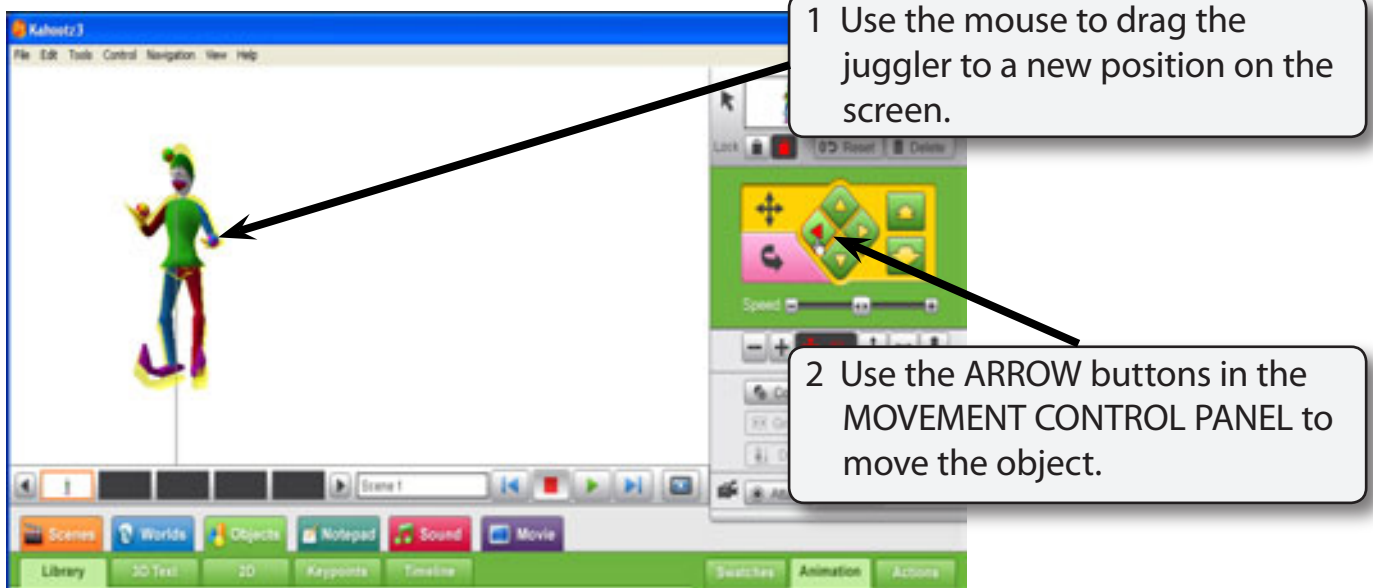 Kahootz3
File Edit Tools Control Navigation View Help
1 Use the mouse to drag the
juggler to a new position on the
screen.
Lock
Reset
Delete
Speed
2 Use the ARROW buttons in the
MOVEMENT CONTROL PANEL to
move the object.
1
Scene 1
Scenes
Worlds
Objects
Notepad
Sound
Movie
Library
3D Text
2D
Keypoints
Timeline
Swatches
Animation
Actions